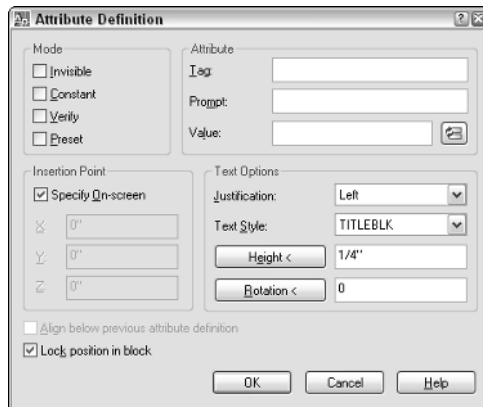 Attribute Definition
Mode
Invisible
Constant
Verify
Preset
Attribute
Tag:
Prompt:
Value:
Insertion Point
Specify On-screen
X: 0"
Y: 0"
Z: 0"
Text Options
Justification: Left
Text Style: TITLEBLK
Height < 1/4"
Rotation < 0
Align below previous attribute definition
Lock position in block
OK Cancel Help